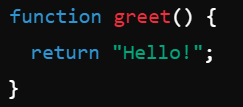 function greet() {
  return "Hello!";
}